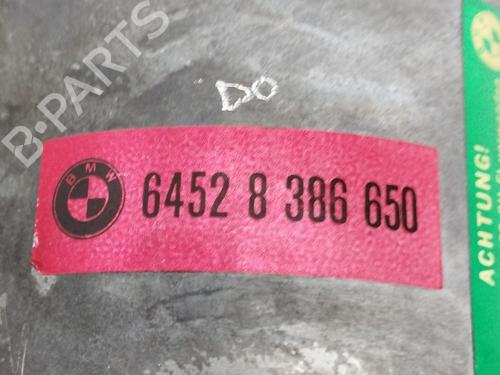 B-PARTS
DO
BMW
6452 8 386 650
ACHTUNG!